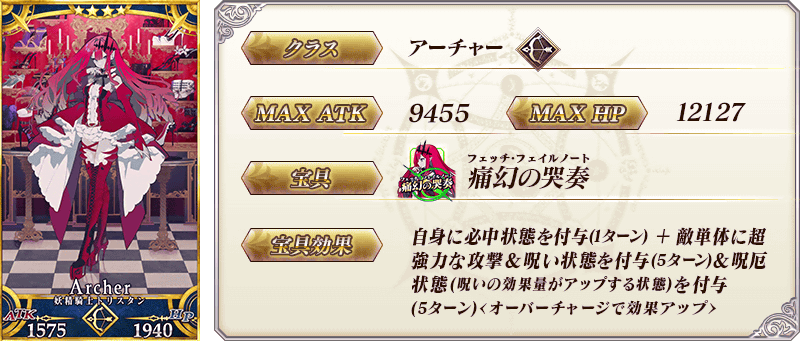 Archer
妖精騎士トリスタン
ATK
HP
1575
1940
クラス
アーチャー
MAX ATK
9455
MAX HP
12127
宝具
痛幻の哭奏
フェッチ・フェイルノート
痛幻の哭奏
宝具効果
自身に必中状態を付与(1ターン) ＋ 敵単体に超
強力な攻撃＆呪い状態を付与(5ターン)＆呪厄
状態(呪いの効果量がアップする状態)を付与
(5ターン)<オーバーチャージで効果アップ>